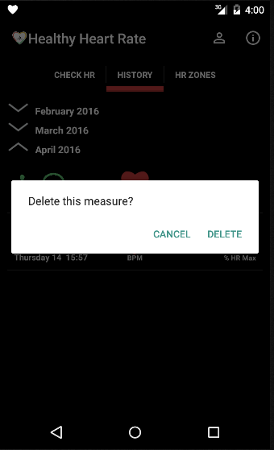 3G 4:00
Healthy Heart Rate
CHECK HR HISTORY HR ZONES
February 2016
March 2016
April 2016
Delete this measure?
CANCEL DELETE
Thursday 14 15:57 BPM % HR Max